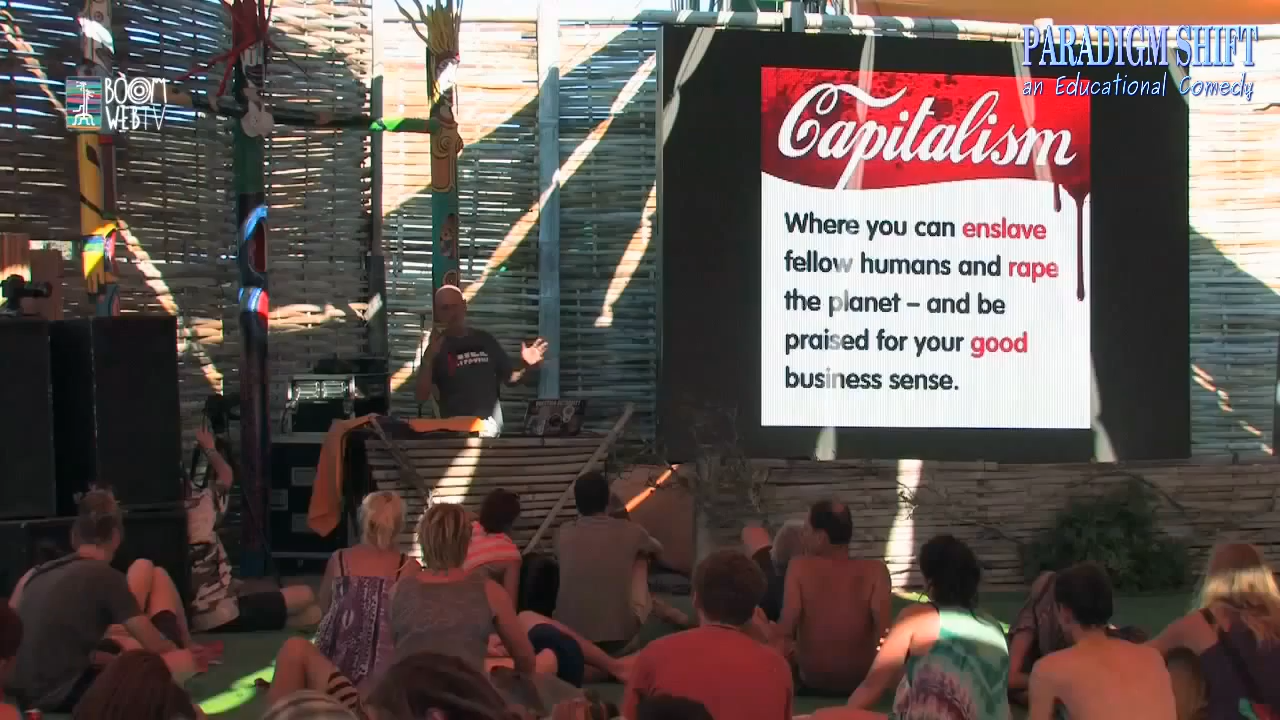 BOOM
WEBTV
PARADIGM SHIFT
an Educational Comedy
Capitalism
Where you can enslave
fellow humans and rape
the planet – and be
praised for your good
business sense.